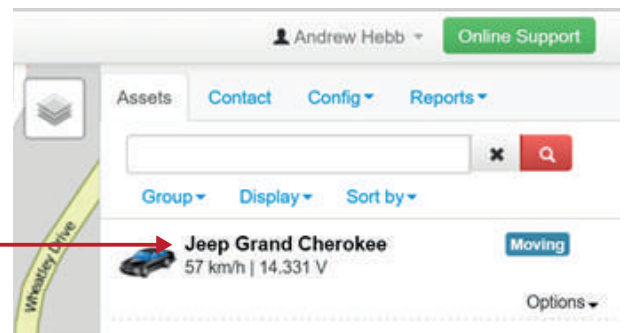 Andrew Hebb
Online Support
Assets Contact Config Reports
Group Display Sort by
Jeep Grand Cherokee
Moving
57 km/h | 14.331 V
Options
Wheatley Drive